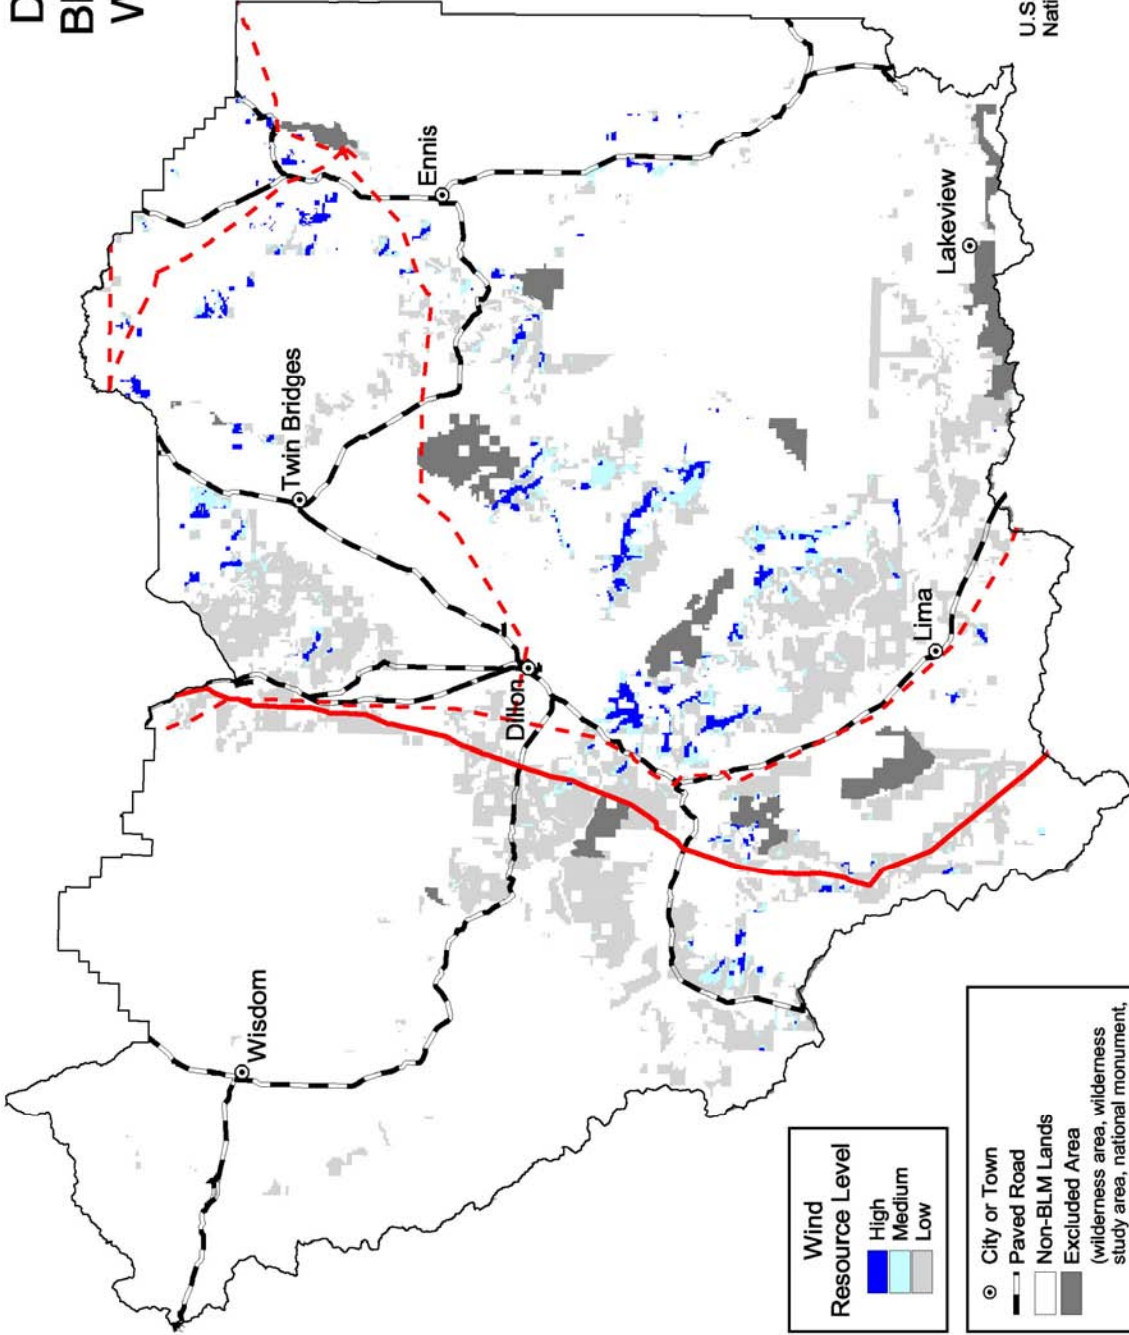 D
W
U.S
Nati
Wisdom
Twin Bridges
Ennis
Dillon
Lima
Lakeview
Wind
Resource Level
High
Medium
Low
City or Town
Paved Road
Non-BLM Lands
Excluded Area
(wilderness area, wilderness
study area, national monument,